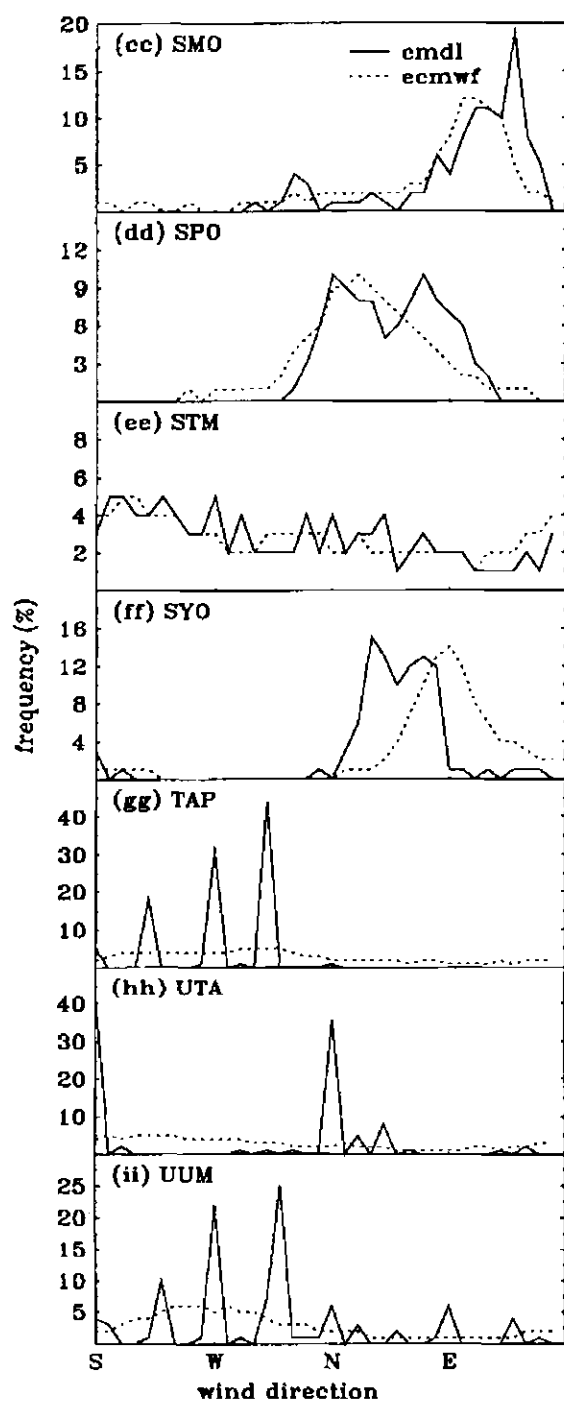 20
(cc) SMO
cmdl
ecmwf
15
10
5
(dd) SPO
12
9
6
3
(ee) STM
8
6
4
2
(ff) SYO
16
12
8
4
frequency (%)
(gg) TAP
40
30
20
10
(hh) UTA
40
30
20
10
(ii) UUM
25
20
15
10
5
S W N E
wind direction